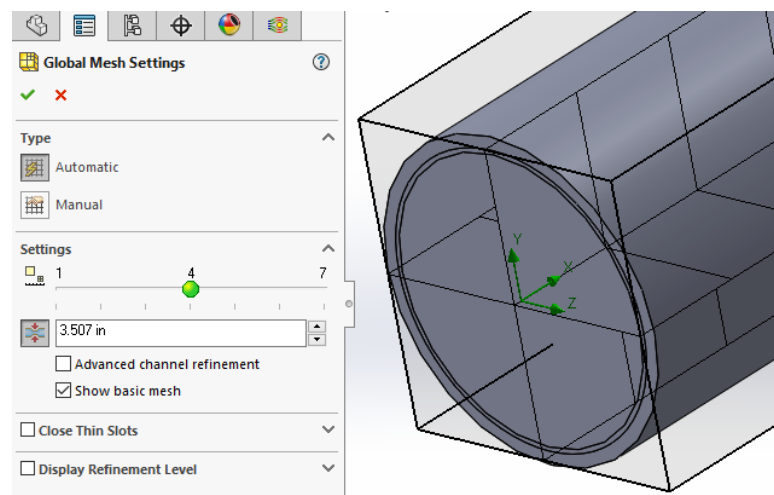 Global Mesh Settings
Type
Automatic
Manual
Settings
1 4 7
3.507 in
Advanced channel refinement
Show basic mesh
Close Thin Slots
Display Refinement Level
Y
X
Z